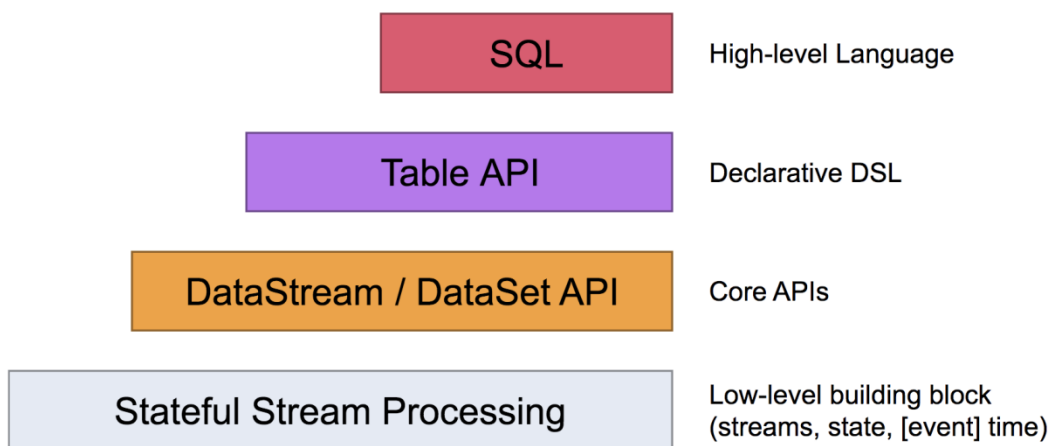 SQL
High-level Language
Table API
Declarative DSL
DataStream / DataSet API
Core APIs
Stateful Stream Processing
Low-level building block
(streams, state, [event] time)